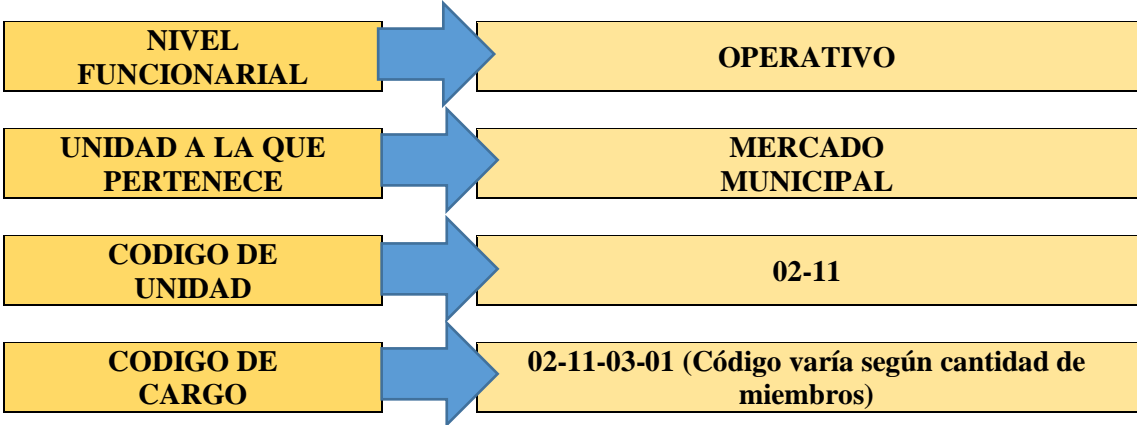 NIVEL
FUNCIONARIAL
OPERATIVO
UNIDAD A LA QUE
PERTENECE
MERCADO
MUNICIPAL
CODIGO DE
UNIDAD
02-11
CODIGO DE
CARGO
02-11-03-01 (Código varía según cantidad de
miembros)